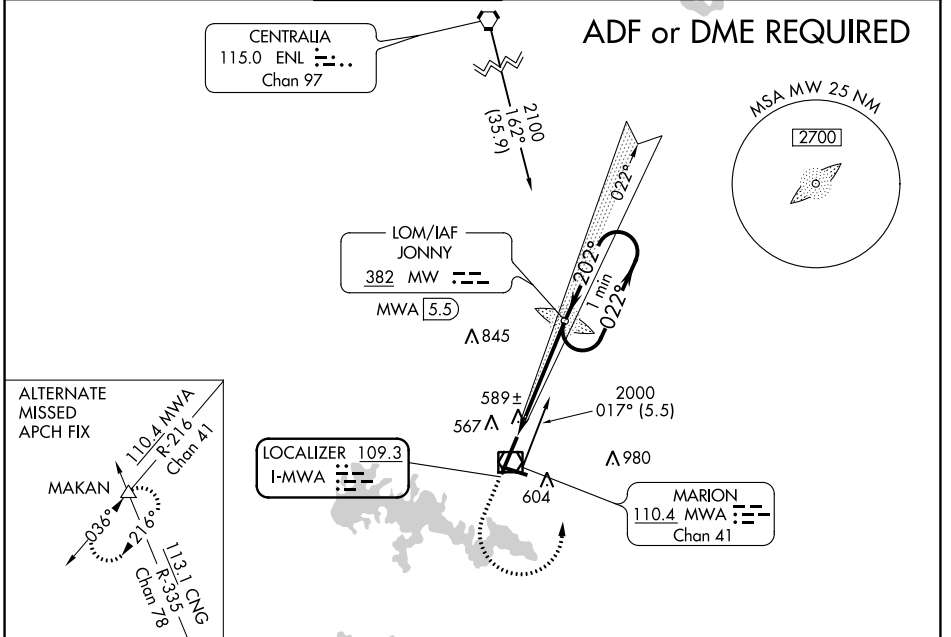 ADF or DME REQUIRED
CENTRALIA
115.0 ENL
Chan 97
2100
162°
(35.9)
MSA MW 25 NM
2700
022°
LOM/IAF
JONNY
382 MW
MWA 5.5
202°
1 min
022°
845
589±
567
2000
017° (5.5)
980
604
LOCALIZER 109.3
I-MWA
MARION
110.4 MWA
Chan 41
ALTERNATE
MISSED
APCH FIX
110.4 MWA
R-216
Chan 41
MAKAN
036°
216°
113.1 CNG
R-335
Chan 78